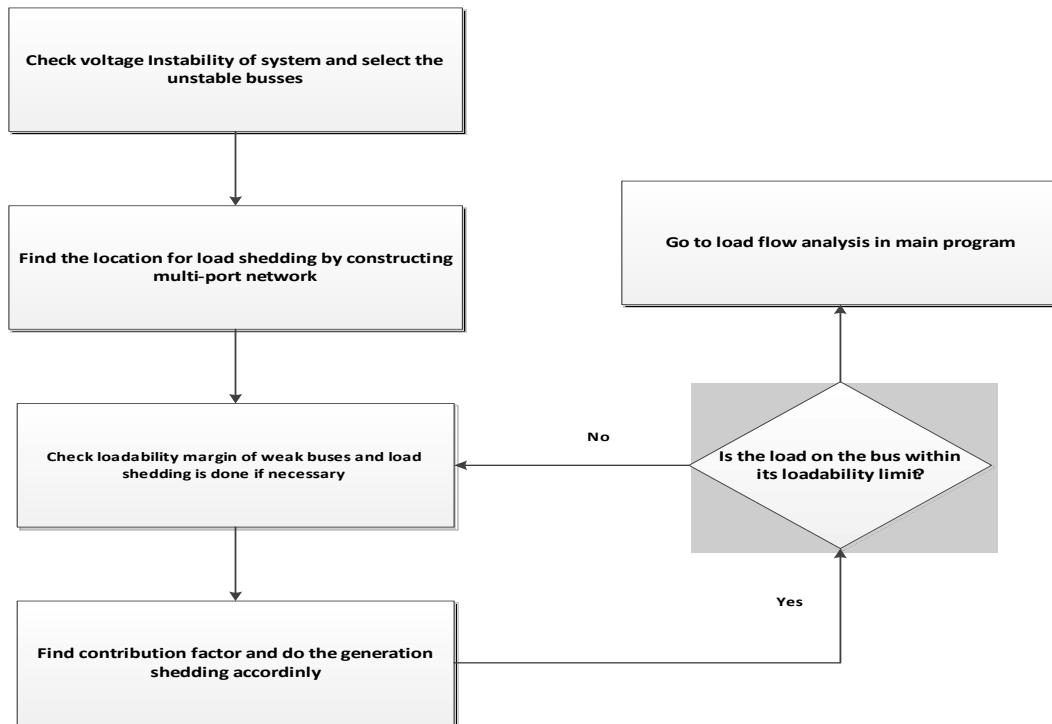 Check voltage Instability of system and select the
unstable busses
Find the location for load shedding by constructing
multi-port network
Go to load flow analysis in main program
Check loadability margin of weak buses and load
shedding is done if necessary
No
Is the load on the bus within
its loadability limit?
Yes
Find contribution factor and do the generation
shedding accordinly